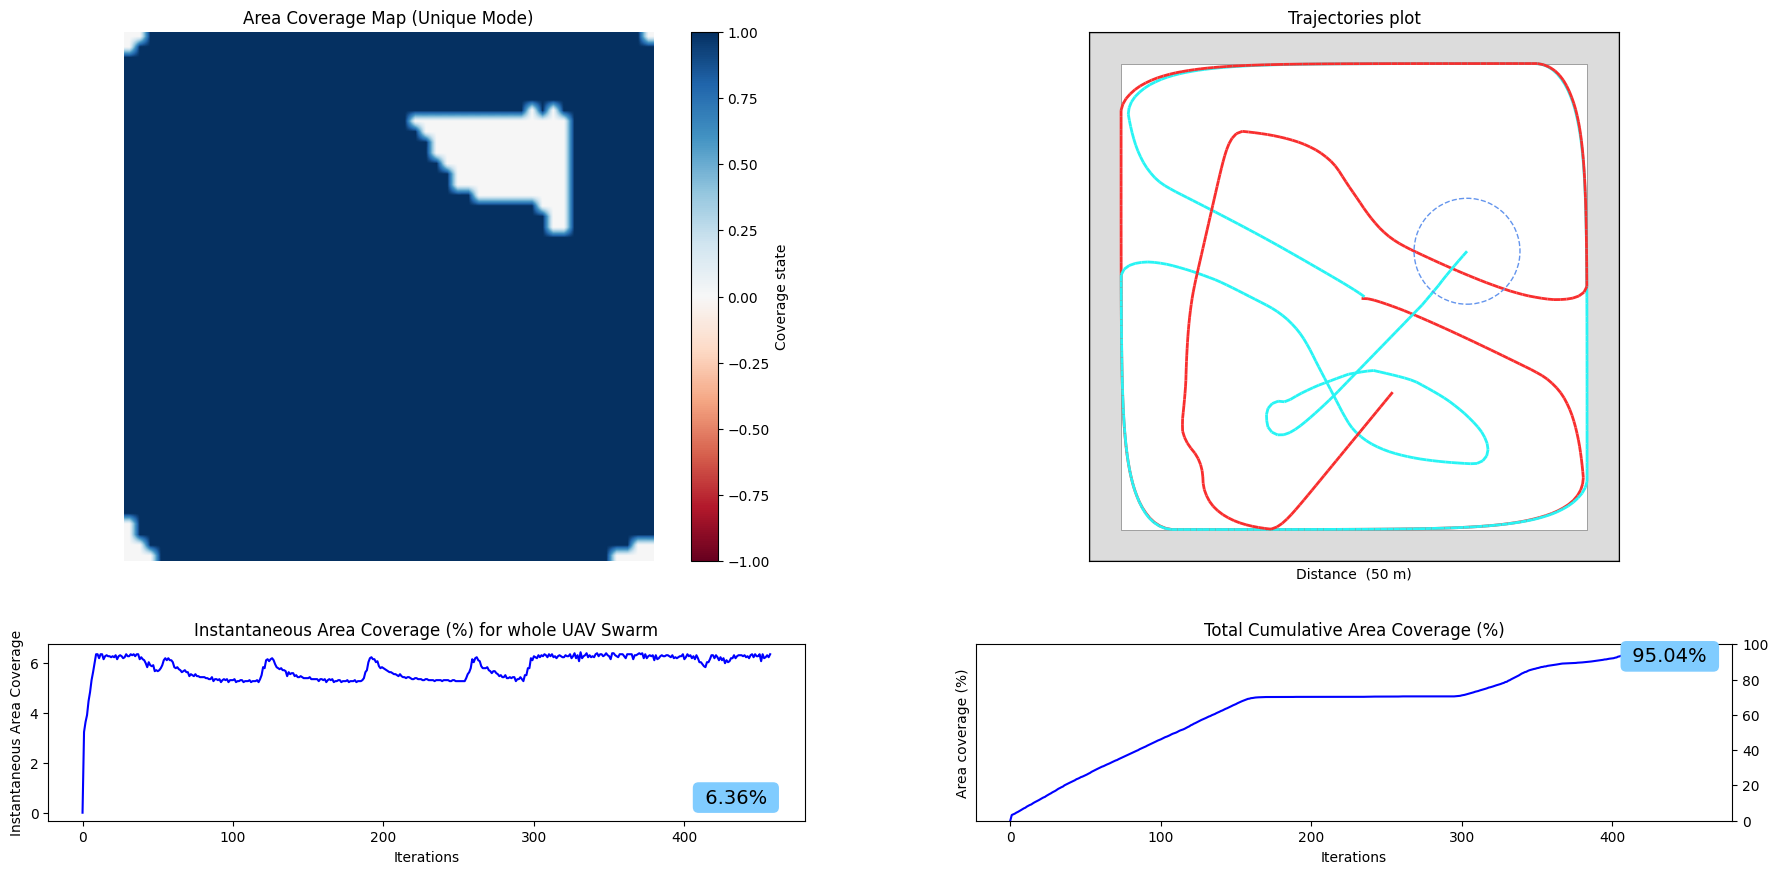 Area Coverage Map (Unique Mode)
1.00
0.75
0.50
0.25
0.00
−0.25
−0.50
−0.75
−1.00
Coverage state
Trajectories plot
Distance  (50 m)
Instantaneous Area Coverage (%) for whole UAV Swarm
Instantaneous Area Coverage
6
4
2
0
6.36%
0 100 200 300 400
Iterations
Total Cumulative Area Coverage (%)
Area coverage (%)
95.04%
100
80
60
40
20
0
0 100 200 300 400
Iterations